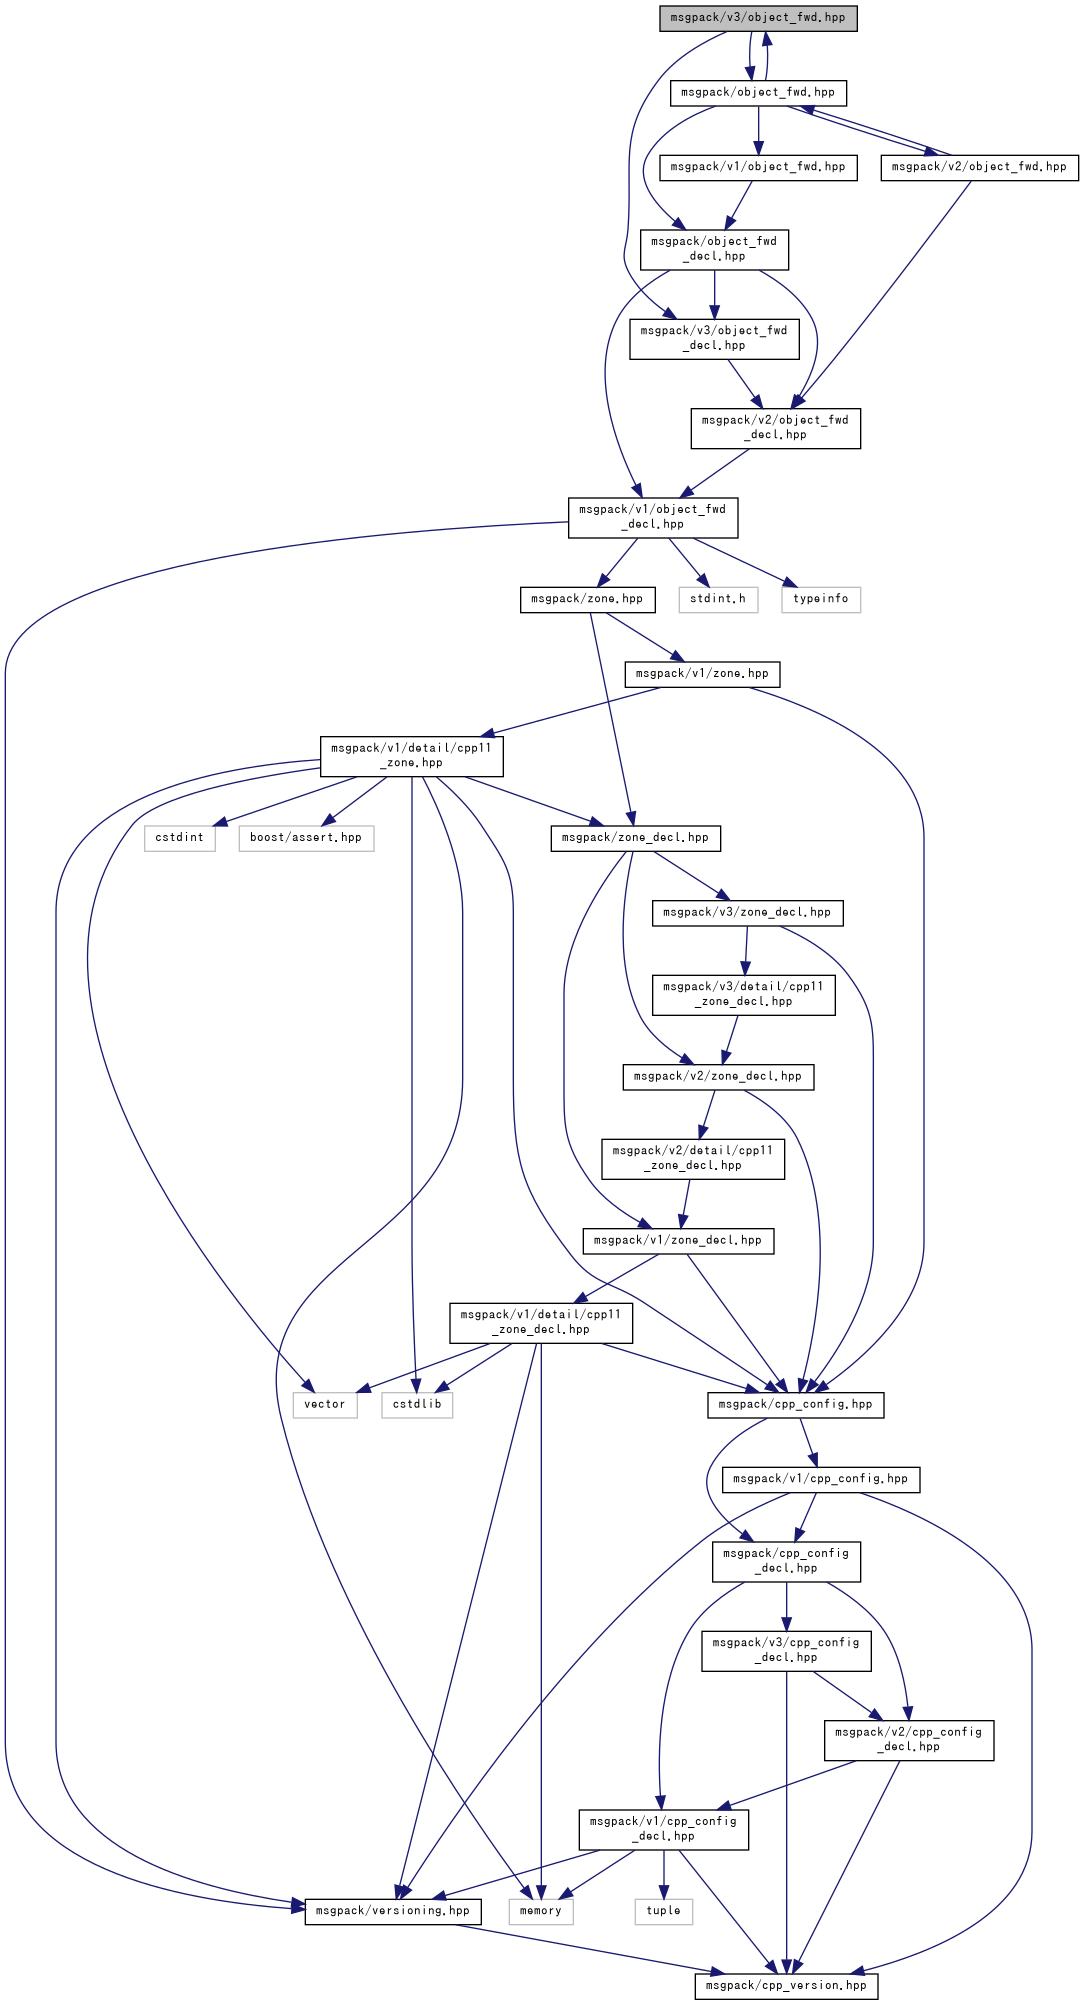 msgpack/v3/object_fwd.hpp
msgpack/object_fwd.hpp
msgpack/v1/object_fwd.hpp
msgpack/v2/object_fwd.hpp
msgpack/object_fwd
_decl.hpp
msgpack/v3/object_fwd
_decl.hpp
msgpack/v2/object_fwd
_decl.hpp
msgpack/v1/object_fwd
_decl.hpp
msgpack/zone.hpp
stdint.h
typeinfo
msgpack/v1/zone.hpp
msgpack/v1/detail/cpp11
_zone.hpp
cstdint
boost/assert.hpp
msgpack/zone_decl.hpp
msgpack/v3/zone_decl.hpp
msgpack/v3/detail/cpp11
_zone_decl.hpp
msgpack/v2/zone_decl.hpp
msgpack/v2/detail/cpp11
_zone_decl.hpp
msgpack/v1/zone_decl.hpp
msgpack/v1/detail/cpp11
_zone_decl.hpp
vector
cstdlib
msgpack/cpp_config.hpp
msgpack/v1/cpp_config.hpp
msgpack/cpp_config
_decl.hpp
msgpack/v3/cpp_config
_decl.hpp
msgpack/v2/cpp_config
_decl.hpp
msgpack/v1/cpp_config
_decl.hpp
msgpack/versioning.hpp
memory
tuple
msgpack/cpp_version.hpp